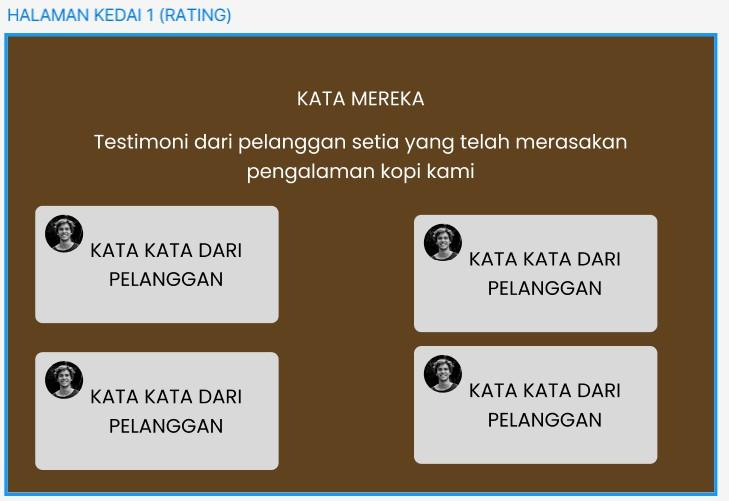 HALAMAN KEDAI 1 (RATING)
KATA MEREKA
Testimoni dari pelanggan setia yang telah merasakan
pengalaman kopi kami
KATA KATA DARI
PELANGGAN
KATA KATA DARI
PELANGGAN
KATA KATA DARI
PELANGGAN
KATA KATA DARI
PELANGGAN